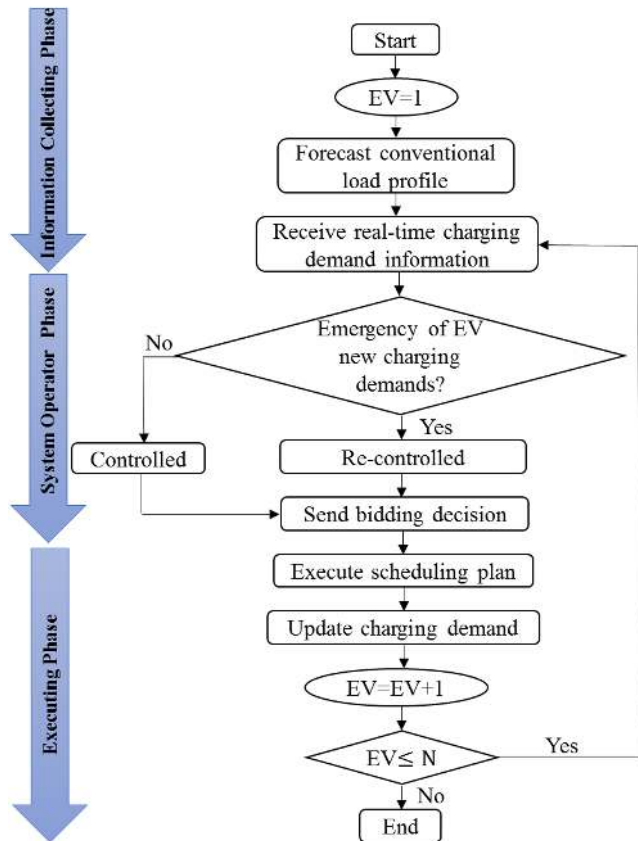 Information Collecting Phase
System Operator Phase
Executing Phase
Start
EV=1
Forecast conventional
load profile
Receive real-time charging
demand information
Emergency of EV
new charging
demands?
No
Yes
Controlled
Re-controlled
Send bidding decision
Execute scheduling plan
Update charging demand
EV=EV+1
EV≤ N
Yes
No
End